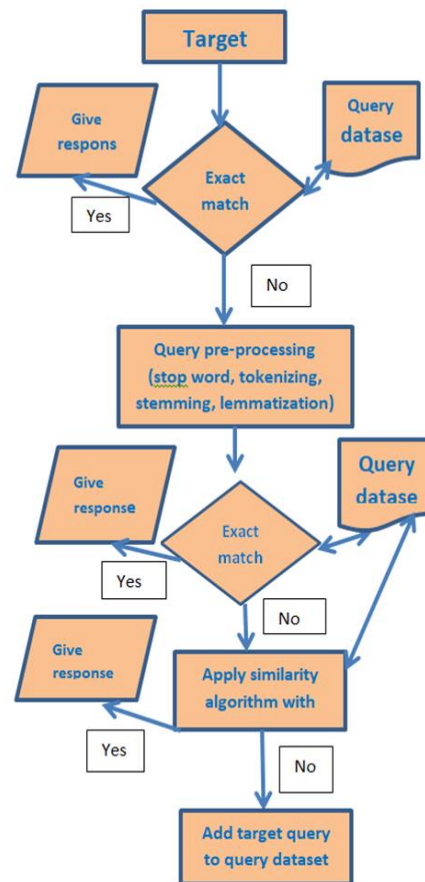 Target
Give
respons
Query
datase
Exact
match
Yes
No
Query pre-processing
(stop word, tokenizing,
stemming, lemmatization)
Give
response
Query
datase
Exact
match
Yes
No
Give
response
Apply similarity
algorithm with
Yes
No
Add target query
to query dataset